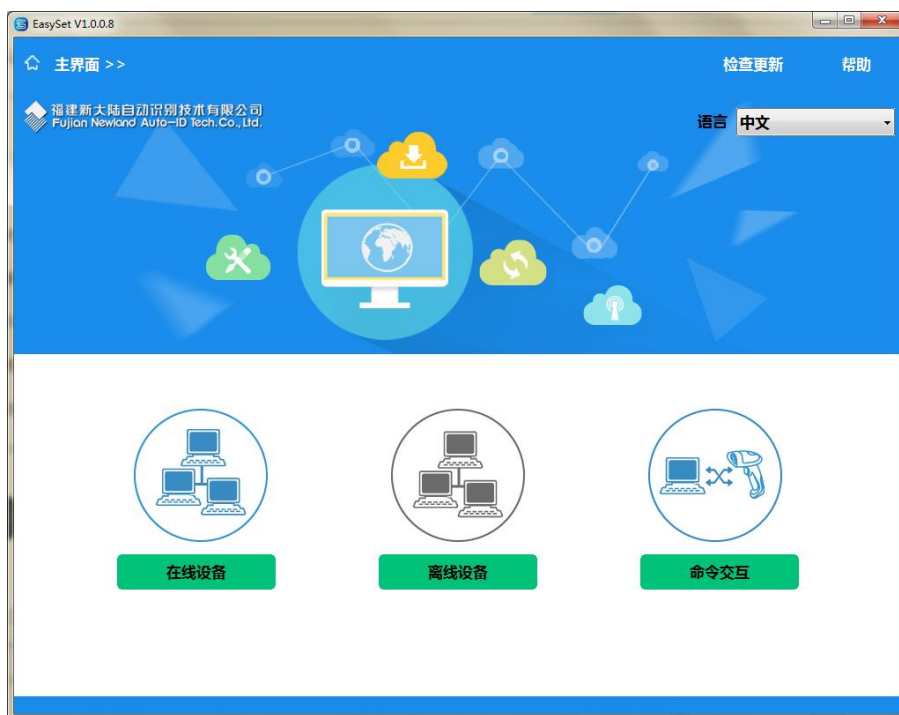 EasySet V1.0.0.8
主界面 >>
检查更新
帮助
福建新大陆自动识别技术有限公司
Fujian Newland Auto-ID Tech.Co.,Ltd.
语言 中文
在线设备
离线设备
命令交互